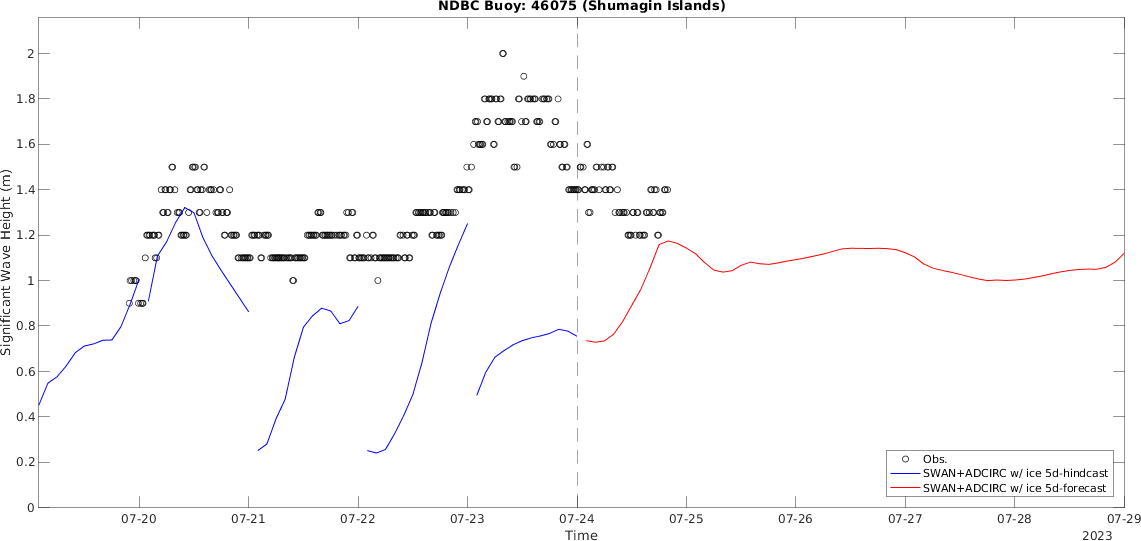 NDBC Buoy: 46075 (Shumagin Islands)
Significant Wave Height (m)
2
1.8
1.6
1.4
1.2
1
0.8
0.6
0.4
0.2
0
Obs.
SWAN+ADCIRC w/ ice 5d-hindcast
SWAN+ADCIRC w/ ice 5d-forecast
07-20 07-21 07-22 07-23 07-24 07-25 07-26 07-27 07-28 07-29
Time
2023